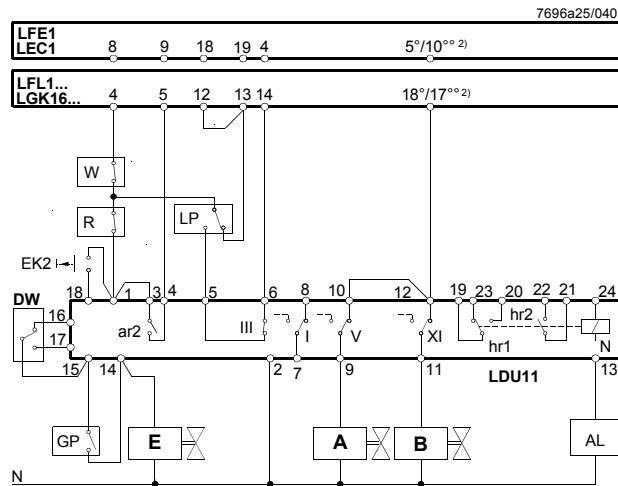 7696a25/040
LFE1
LEC1 8 9 18 19 4 5°/10°° 2)
LFL1...
LGK16... 4 5 12 13 14 18°/17°° 2)
W
R LP
EK2
DW 18 1 3 4 5 6 8 10 12 19 23 20 22 21 24
16 ar2 III I V XI hr1 hr2 N
17
15 14 2 7 9 11 LDU11 13
GP E A B AL
N